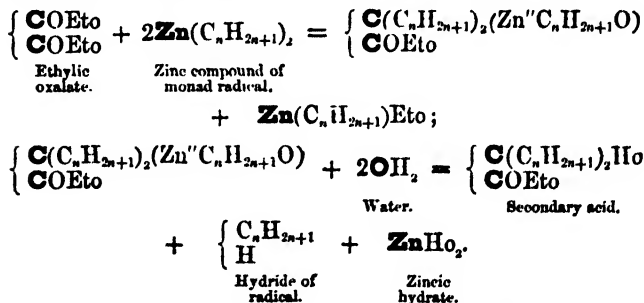 { COEto + 2Zn(CₙH₂ₙ₊₁)₂ = { C(CₙH₂ₙ₊₁)₂(Zn″CₙH₂ₙ₊₁O)
{ COEto { COEto
Ethylic oxalate. Zinc compound of monad radical.
+ Zn(CₙH₂ₙ₊₁)Eto;
{ C(CₙH₂ₙ₊₁)₂(Zn″CₙH₂ₙ₊₁O) + 2OH₂ = { C(CₙH₂ₙ₊₁)₂Ho
{ COEto { COEto
Water. Secondary acid.
+ { CₙH₂ₙ₊₁ + ZnHo₂.
{ H
Hydride of radical. Zincic hydrate.